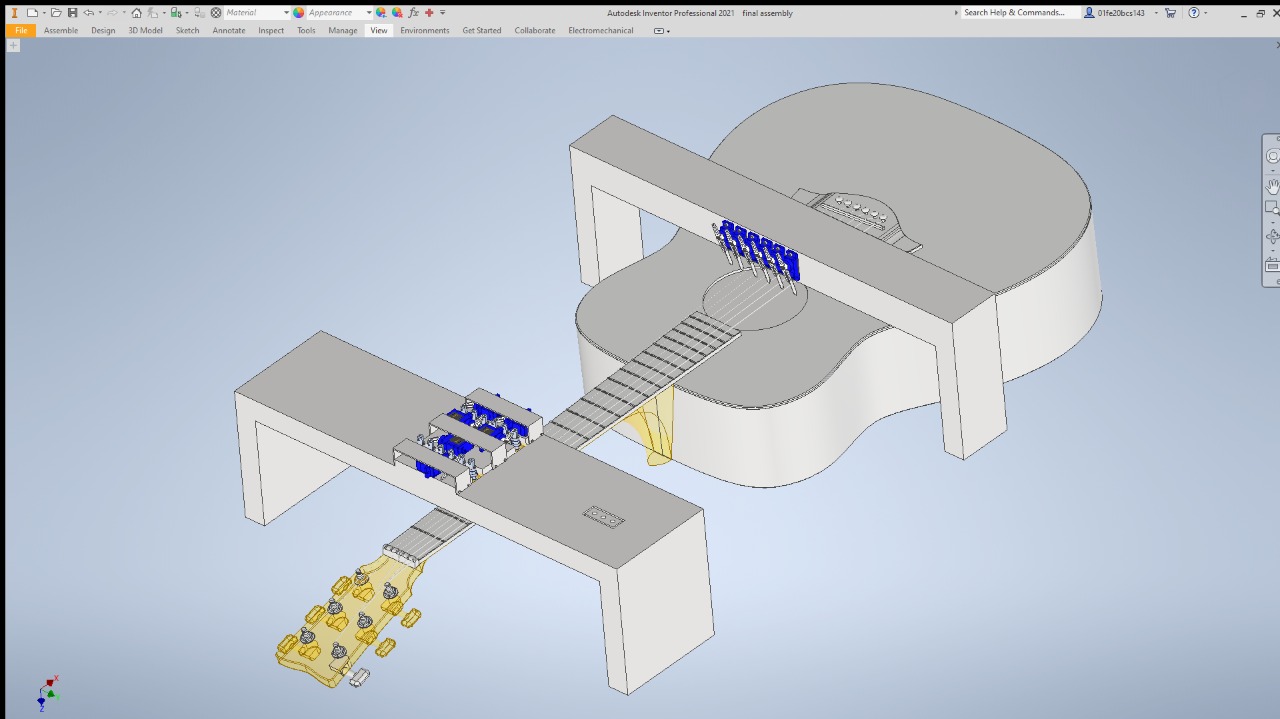 Material
Appearance
fx
Autodesk Inventor Professional 2021 final assembly
Search Help & Commands...
01fe20bcs143
File Assemble Design 3D Model Sketch Annotate Inspect Tools Manage View Environments Get Started Collaborate Electromechanical
X
Y
Z